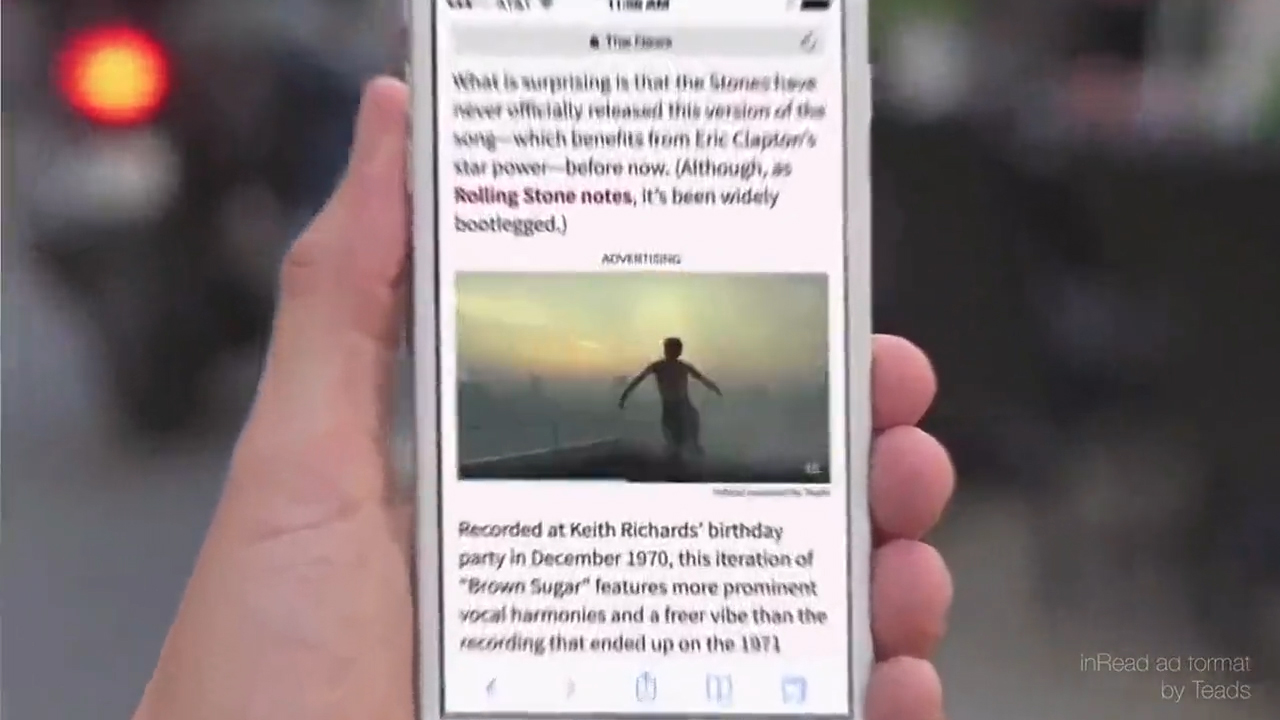 AT&T 11:08 AM
The News
What is surprising is that the Stones have
never officially released this version of the
song—which benefits from Eric Clapton's
star power—before now. (Although, as
Rolling Stone notes, it's been widely
bootlegged.)
ADVERTISING
inRead invented by Teads
Recorded at Keith Richards' birthday
party in December 1970, this iteration of
"Brown Sugar" features more prominent
vocal harmonies and a freer vibe than the
recording that ended up on the 1971
inRead ad format
by Teads